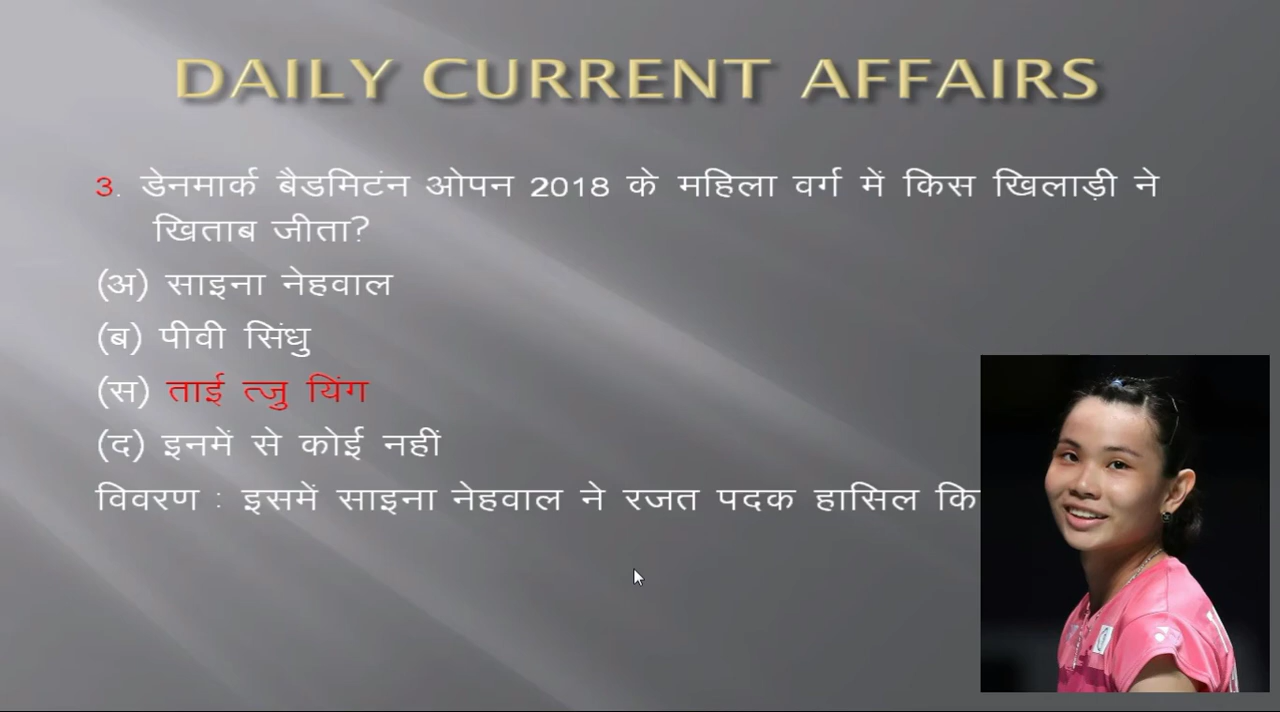 DAILY CURRENT AFFAIRS
3. डेनमार्क बैडमिटंन ओपन 2018 के महिला वर्ग में किस खिलाड़ी ने
खिताब जीता?
(अ) साइना नेहवाल
(ब) पीवी सिंधु
(स) ताई त्जु यिंग
(द) इनमें से कोई नहीं
विवरण : इसमें साइना नेहवाल ने रजत पदक हासिल कि